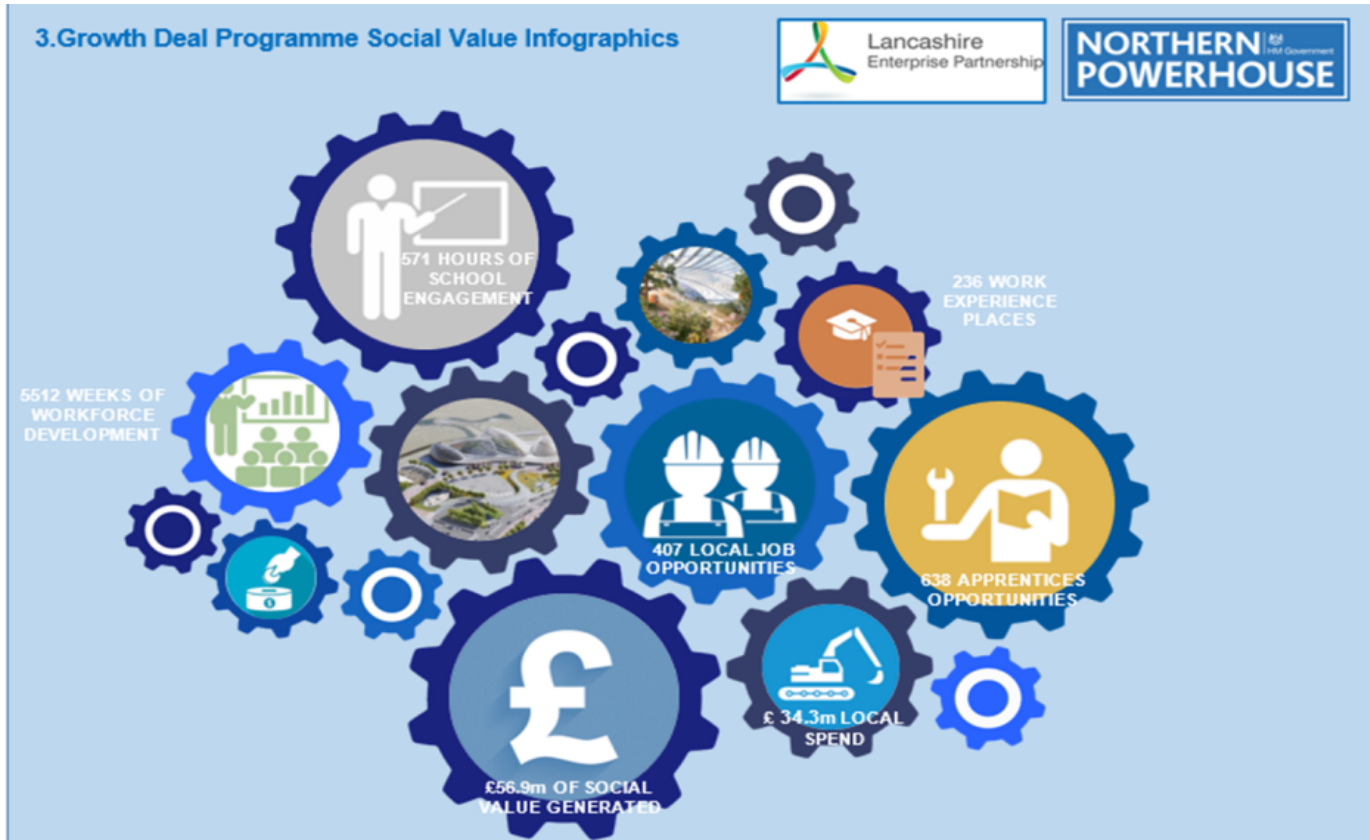 3.Growth Deal Programme Social Value Infographics
Lancashire
Enterprise Partnership
NORTHERN
HM Government
POWERHOUSE
571 HOURS OF
SCHOOL
ENGAGEMENT
236 WORK
EXPERIENCE
PLACES
5512 WEEKS OF
WORKFORCE
DEVELOPMENT
407 LOCAL JOB
OPPORTUNITIES
638 APPRENTICES
OPPORTUNITIES
£ 34.3m LOCAL
SPEND
£56.9m OF SOCIAL
VALUE GENERATED